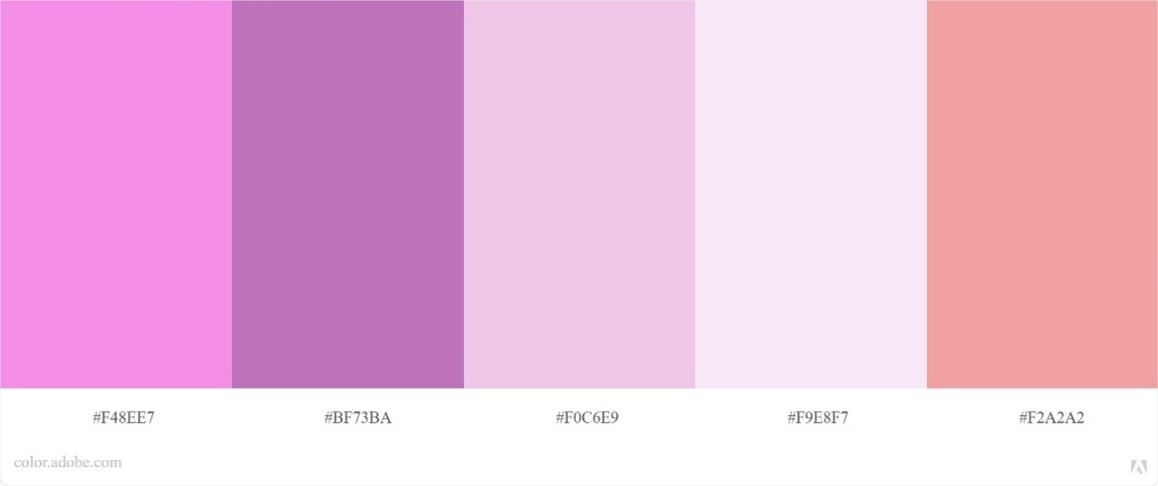 #F48EE7 #BF73BA #F0C6E9 #F9E8F7 #F2A2A2
color.adobe.com